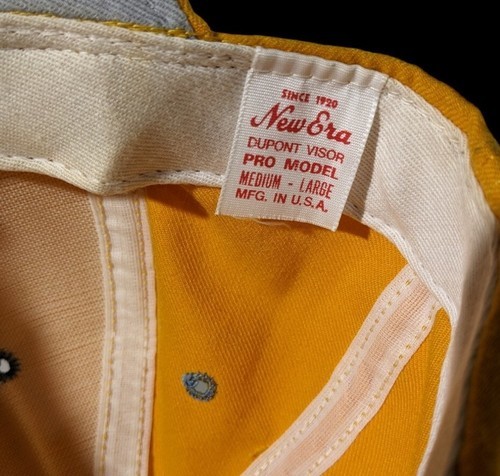 SINCE 1920
New Era
DUPONT VISOR
PRO MODEL
MEDIUM - LARGE
MFG. IN U.S.A.